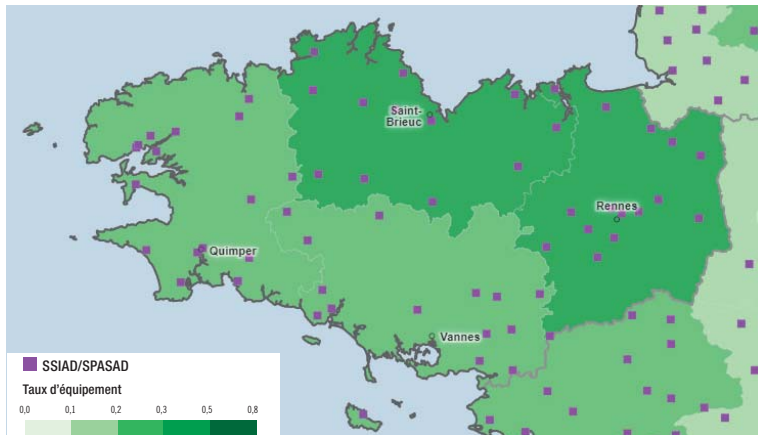 Saint-
Brieuc
Rennes
Quimper
Vannes
SSIAD/SPASAD
Taux d'équipement
0,0 0,1 0,2 0,3 0,5 0,8